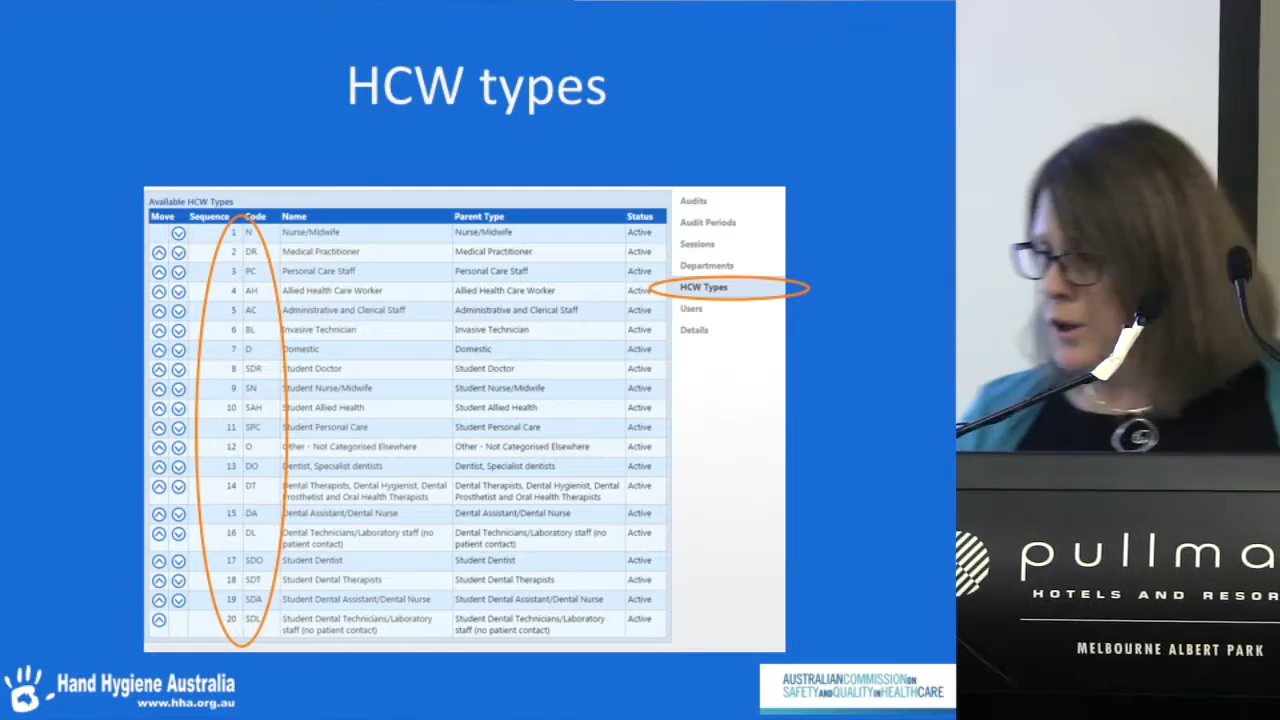 HCW types
Available HCW Types
Move Sequence Code Name Parent Type Status
1 N Nurse/Midwife Nurse/Midwife Active
2 DR Medical Practitioner Medical Practitioner Active
3 PC Personal Care Staff Personal Care Staff Active
4 AH Allied Health Care Worker Allied Health Care Worker Active
5 AC Administrative and Clerical Staff Administrative and Clerical Staff Active
6 BL Invasive Technician Invasive Technician Active
7 D Domestic Domestic Active
8 SDR Student Doctor Student Doctor Active
9 SN Student Nurse/Midwife Student Nurse/Midwife Active
10 SAH Student Allied Health Student Allied Health Active
11 SPC Student Personal Care Student Personal Care Active
12 O Other - Not Categorised Elsewhere Other - Not Categorised Elsewhere Active
13 DO Dentist, Specialist dentists Dentist, Specialist dentists Active
14 DT Dental Therapists, Dental Hygienist, Dental Dental Therapists, Dental Hygienist, Dental Active
Prosthetist and Oral Health Therapists Prosthetist and Oral Health Therapists
15 DA Dental Assistant/Dental Nurse Dental Assistant/Dental Nurse Active
16 DL Dental Technicians/Laboratory staff (no Dental Technicians/Laboratory staff (no Active
patient contact) patient contact)
17 SDO Student Dentist Student Dentist Active
18 SDT Student Dental Therapists Student Dental Therapists Active
19 SDA Student Dental Assistant/Dental Nurse Student Dental Assistant/Dental Nurse Active
20 SDL Student Dental Technicians/Laboratory Student Dental Technicians/Laboratory Active
staff (no patient contact) staff (no patient contact)
Audits
Audit Periods
Sessions
Departments
HCW Types
Users
Details
Hand Hygiene Australia
www.hha.org.au
AUSTRALIAN COMMISSION ON
SAFETY AND QUALITY IN HEALTH CARE
pullma
HOTELS AND RESOR
MELBOURNE ALBERT PARK